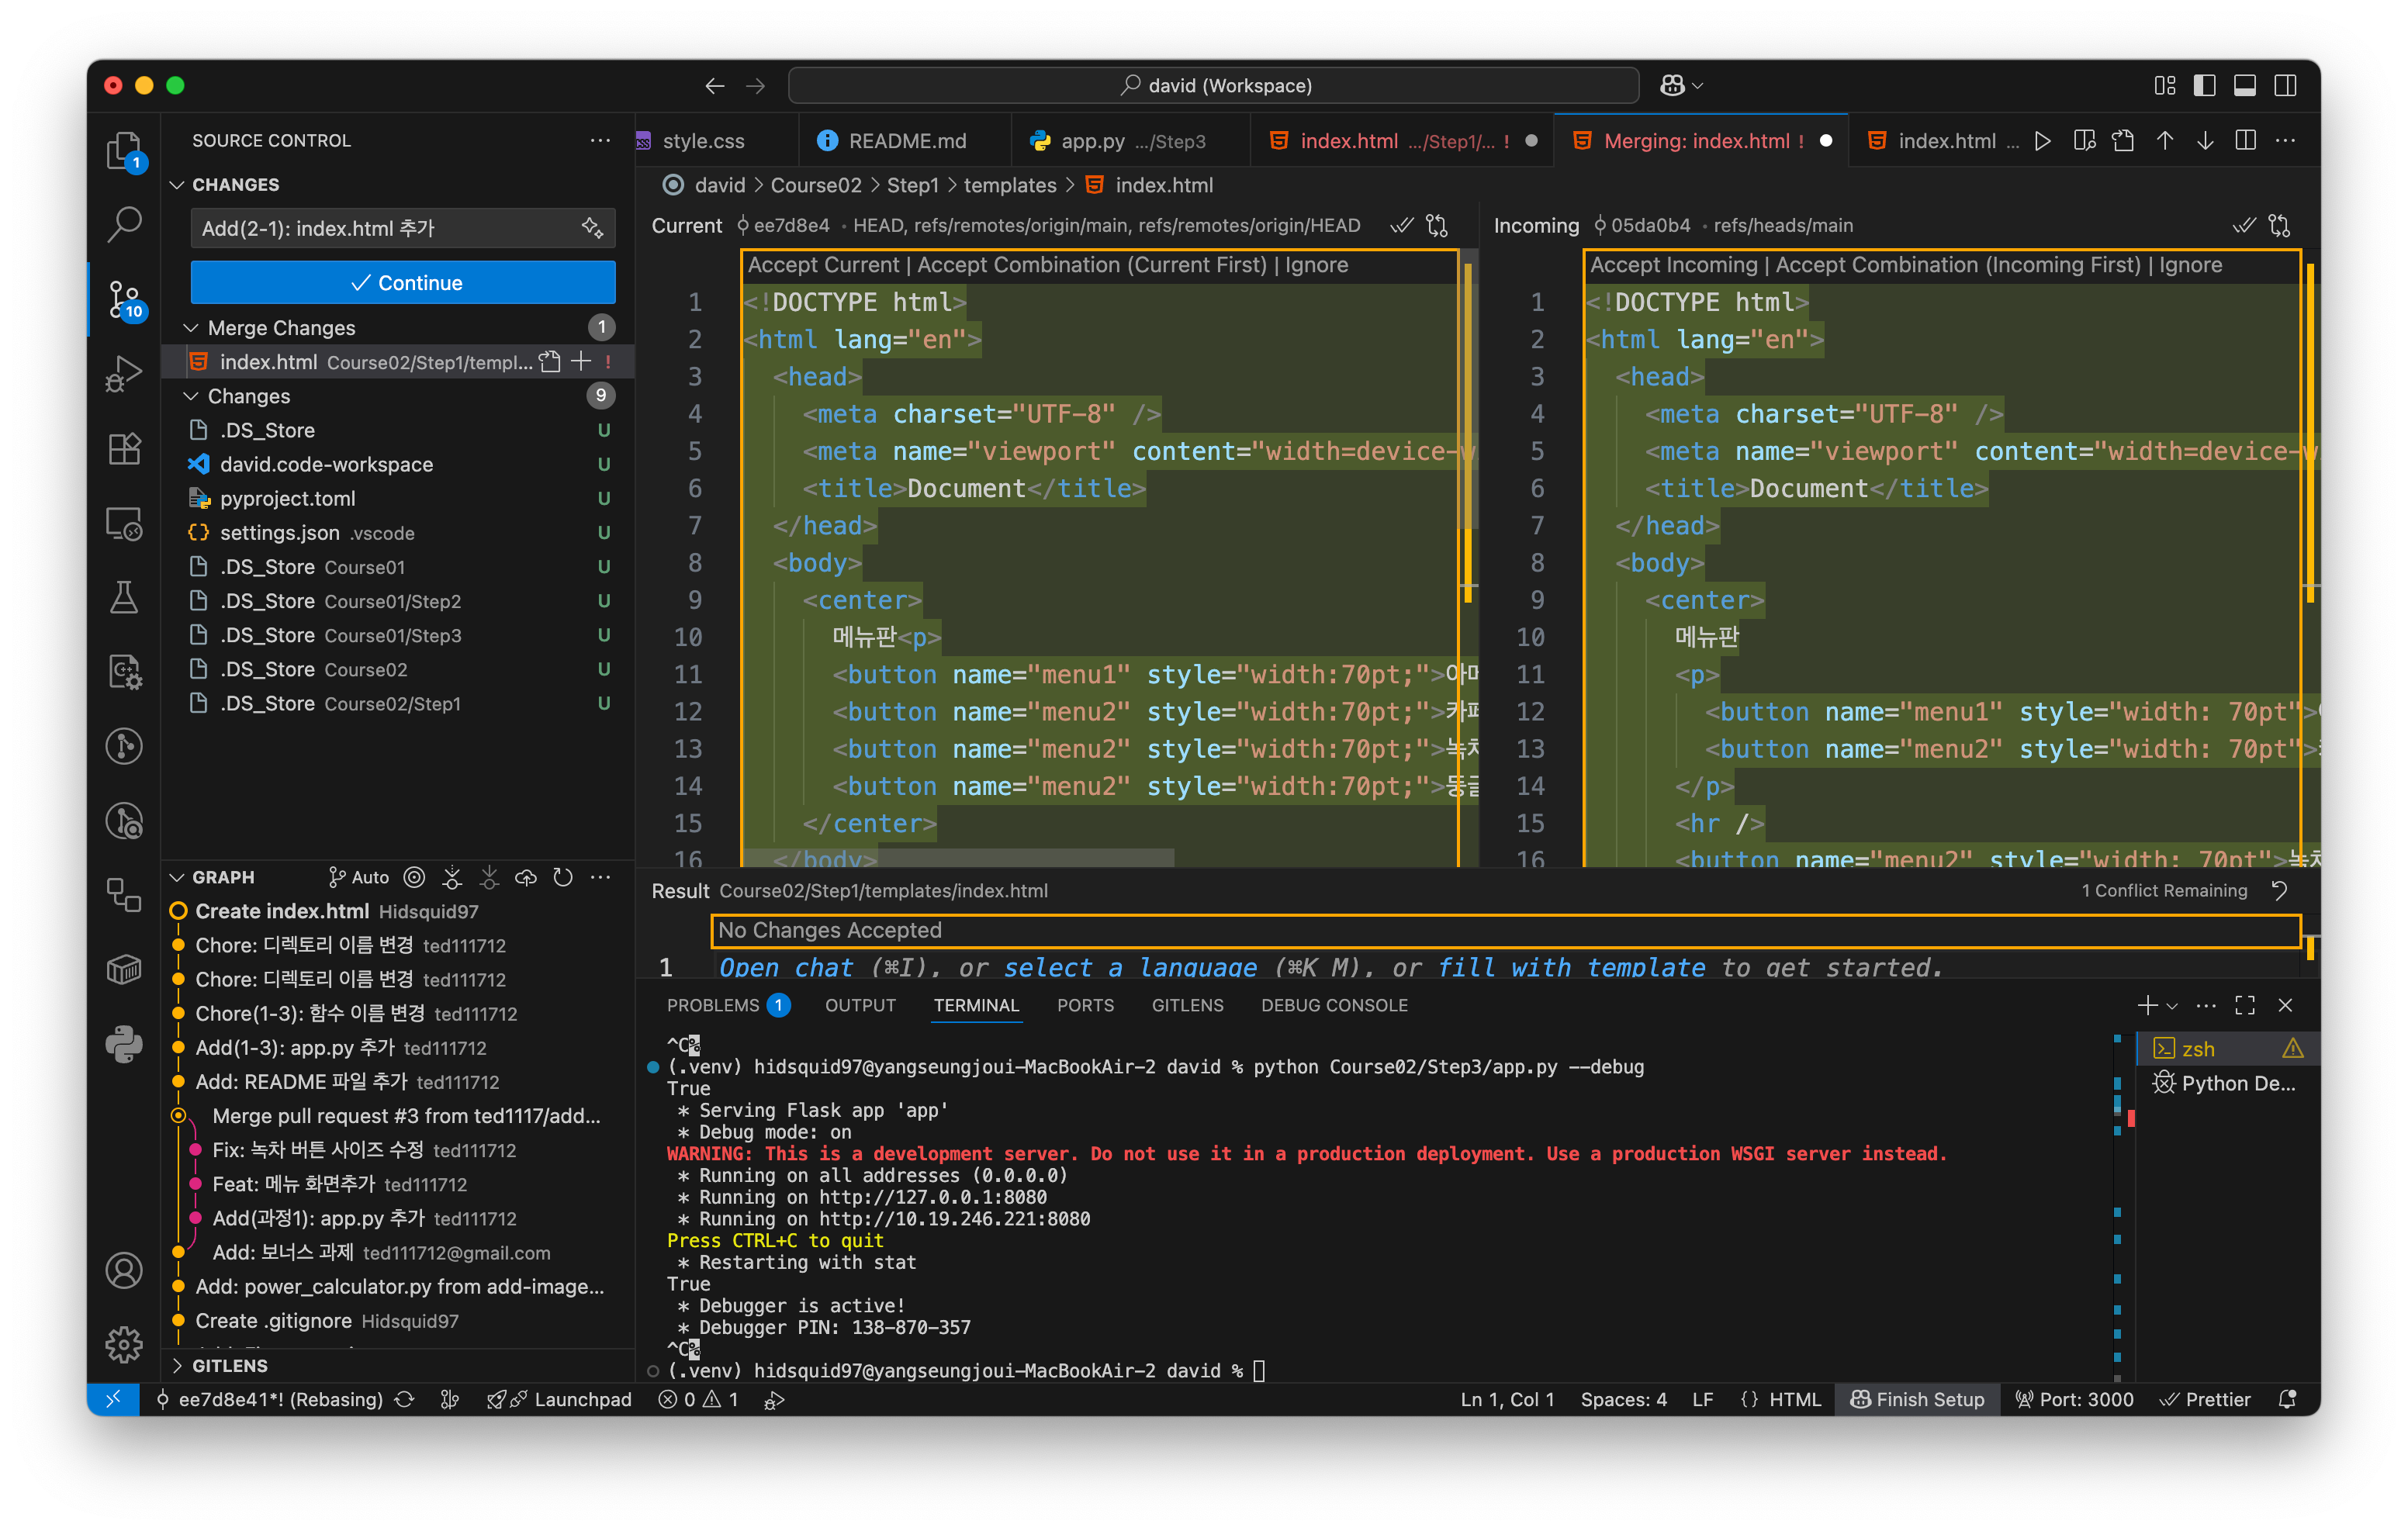 david (Workspace)
SOURCE CONTROL
style.css
README.md
app.py .../Step3
index.html .../Step1/... !
Merging: index.html !
index.html ...
1
CHANGES
david > Course02 > Step1 > templates > index.html
Add(2-1): index.html 추가
Current ee7d8e4 • HEAD, refs/remotes/origin/main, refs/remotes/origin/HEAD
Incoming 05da0b4 • refs/heads/main
Continue
10
Merge Changes 1
index.html Course02/Step1/templ... !
Changes 9
.DS_Store U
david.code-workspace U
pyproject.toml U
settings.json .vscode U
.DS_Store Course01 U
.DS_Store Course01/Step2 U
.DS_Store Course01/Step3 U
.DS_Store Course02 U
.DS_Store Course02/Step1 U
Accept Current | Accept Combination (Current First) | Ignore
1 <!DOCTYPE html>
2 <html lang="en">
3 <head>
4 <meta charset="UTF-8" />
5 <meta name="viewport" content="width=device-w
6 <title>Document</title>
7 </head>
8 <body>
9 <center>
10 메뉴판<p>
11 <button name="menu1" style="width:70pt;">아메
12 <button name="menu2" style="width:70pt;">카페
13 <button name="menu2" style="width:70pt;">녹차
14 <button name="menu2" style="width:70pt;">둥글
15 </center>
16 </body>
Accept Incoming | Accept Combination (Incoming First) | Ignore
1 <!DOCTYPE html>
2 <html lang="en">
3 <head>
4 <meta charset="UTF-8" />
5 <meta name="viewport" content="width=device-w
6 <title>Document</title>
7 </head>
8 <body>
9 <center>
10 메뉴판
11 <p>
12 <button name="menu1" style="width: 70pt">
13 <button name="menu2" style="width: 70pt">
14 </p>
15 <hr />
16 <button name="menu2" style="width: 70pt">녹차
Result Course02/Step1/templates/index.html
1 Conflict Remaining
No Changes Accepted
1 Open chat (⌘I), or select a language (⌘K M), or fill with template to get started.
GRAPH Auto
Create index.html Hidsquid97
Chore: 디렉토리 이름 변경 ted111712
Chore: 디렉토리 이름 변경 ted111712
Chore(1-3): 함수 이름 변경 ted111712
Add(1-3): app.py 추가 ted111712
Add: README 파일 추가 ted111712
Merge pull request #3 from ted1117/add...
Fix: 녹차 버튼 사이즈 수정 ted111712
Feat: 메뉴 화면추가 ted111712
Add(과정1): app.py 추가 ted111712
Add: 보너스 과제 ted111712@gmail.com
Add: power_calculator.py from add-image...
Create .gitignore Hidsquid97
GITLENS
PROBLEMS 1 OUTPUT TERMINAL PORTS GITLENS DEBUG CONSOLE
^C%
(.venv) hidsquid97@yangseungjoui-MacBookAir-2 david % python Course02/Step3/app.py --debug
True
* Serving Flask app 'app'
* Debug mode: on
WARNING: This is a development server. Do not use it in a production deployment. Use a production WSGI server instead.
* Running on all addresses (0.0.0.0)
* Running on http://127.0.0.1:8080
* Running on http://10.19.246.221:8080
Press CTRL+C to quit
* Restarting with stat
True
* Debugger is active!
* Debugger PIN: 138-870-357
^C%
(.venv) hidsquid97@yangseungjoui-MacBookAir-2 david %
zsh
Python De...
ee7d8e41*! (Rebasing) Launchpad 0 1
Ln 1, Col 1 Spaces: 4 LF {} HTML Finish Setup Port: 3000 Prettier